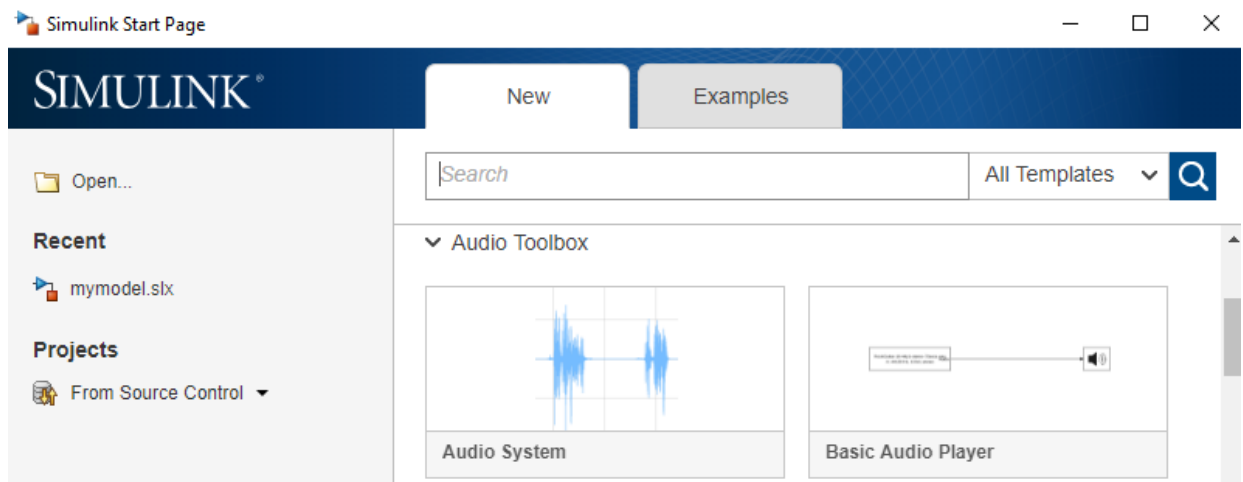 Simulink Start Page
SIMULINK®
New
Examples
Open...
Recent
mymodel.slx
Projects
From Source Control
Search
All Templates
Audio Toolbox
Audio System
Basic Audio Player